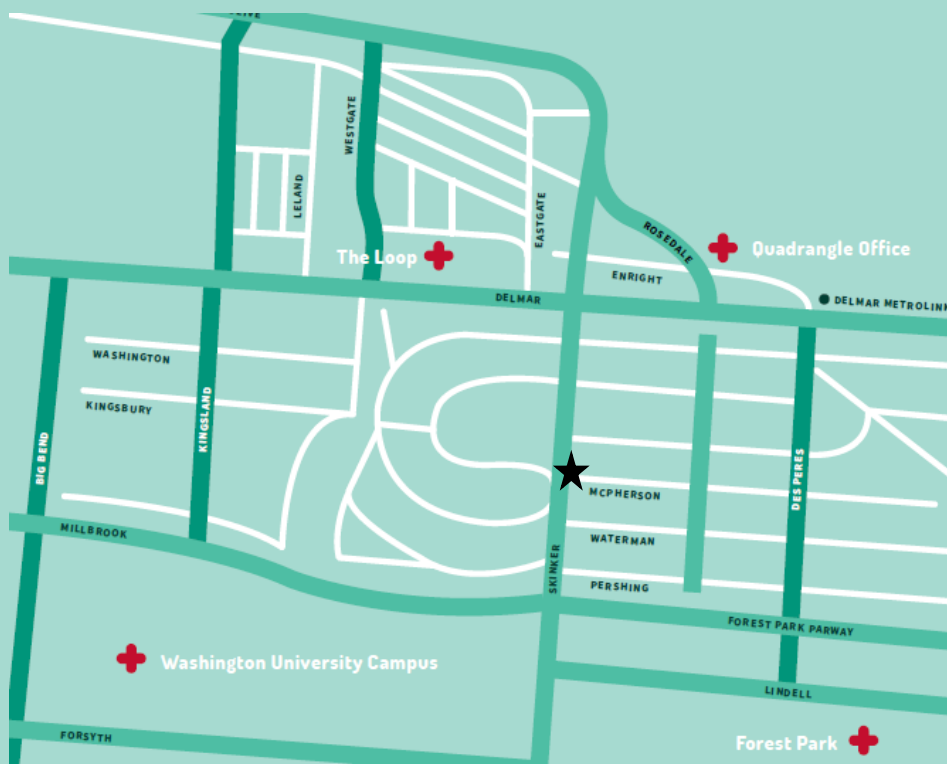 WESTGATE
LELAND
EASTGATE
ROSEDALE
Quadrangle Office
The Loop
ENRIGHT
DELMAR
DELMAR METROLINK
WASHINGTON
KINGSBURY
KINGSLAND
BIG BEND
DES PERES
MCPHERSON
MILLBROOK
WATERMAN
SKINKER
PERSHING
FOREST PARK PARWAY
Washington University Campus
LINDELL
FORSYTH
Forest Park